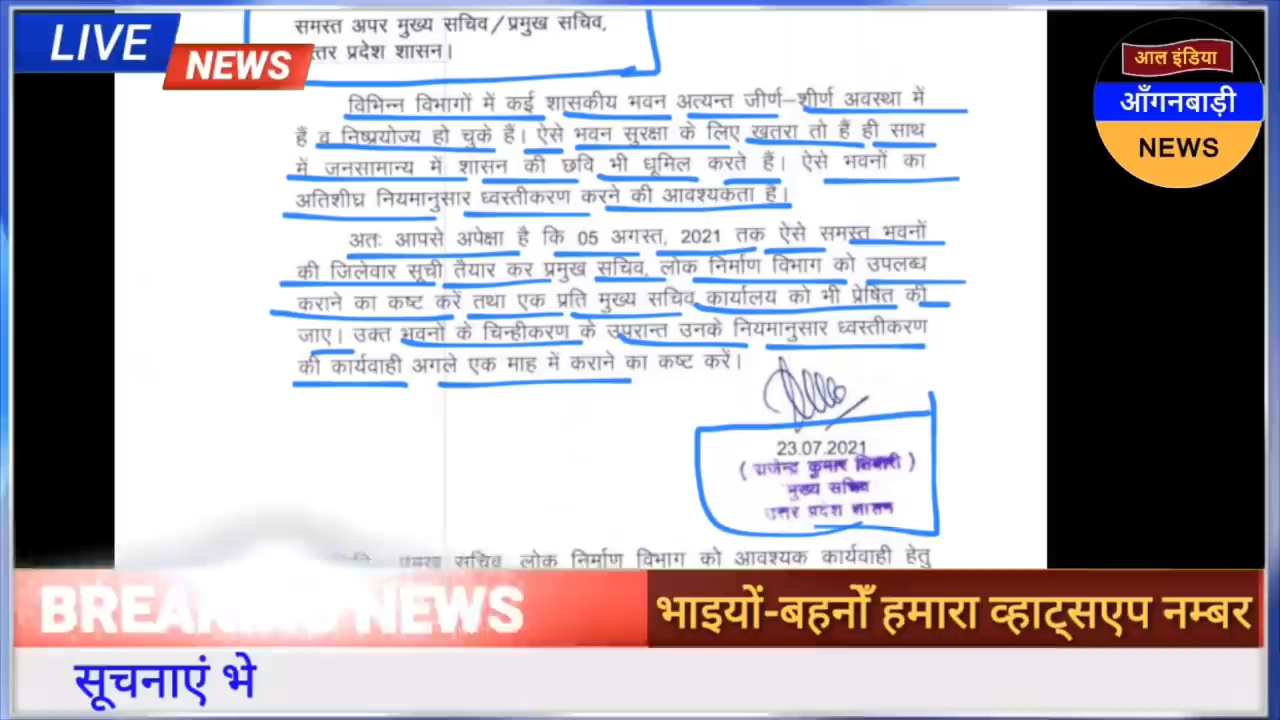 LIVE
NEWS
आल इंडिया
आँगनबाड़ी
NEWS
समस्त अपर मुख्य सचिव/प्रमुख सचिव,
उत्तर प्रदेश शासन।
विभिन्न विभागों में कई शासकीय भवन अत्यन्त जीर्ण-शीर्ण अवस्था में
हैं व निष्प्रयोज्य हो चुके हैं। ऐसे भवन सुरक्षा के लिए खतरा तो हैं ही साथ
में जनसामान्य में शासन की छवि भी धूमिल करते हैं। ऐसे भवनों का
अतिशीघ्र नियमानुसार ध्वस्तीकरण करने की आवश्यकता है।
अतः आपसे अपेक्षा है कि 05 अगस्त, 2021 तक ऐसे समस्त भवनों
की जिलेवार सूची तैयार कर प्रमुख सचिव, लोक निर्माण विभाग को उपलब्ध
कराने का कष्ट करें तथा एक प्रति मुख्य सचिव कार्यालय को भी प्रेषित की
जाए। उक्त भवनों के चिन्हीकरण के उपरान्त उनके नियमानुसार ध्वस्तीकरण
की कार्यवाही अगले एक माह में कराने का कष्ट करें।
23.07.2021
( राजेन्द्र कुमार तिवारी )
मुख्य सचिव
उत्तर प्रदेश शासन
प्रमुख सचिव, लोक निर्माण विभाग को आवश्यक कार्यवाही हेतु
BREAKING NEWS
भाइयों-बहनोँ हमारा व्हाट्सएप नम्बर
सूचनाएं भे